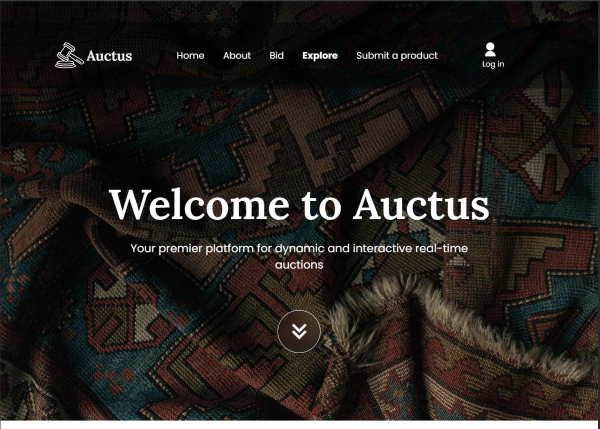 Auctus
Home About Bid Explore Submit a product
Log in
Welcome to Auctus
Your premier platform for dynamic and interactive real-time
auctions